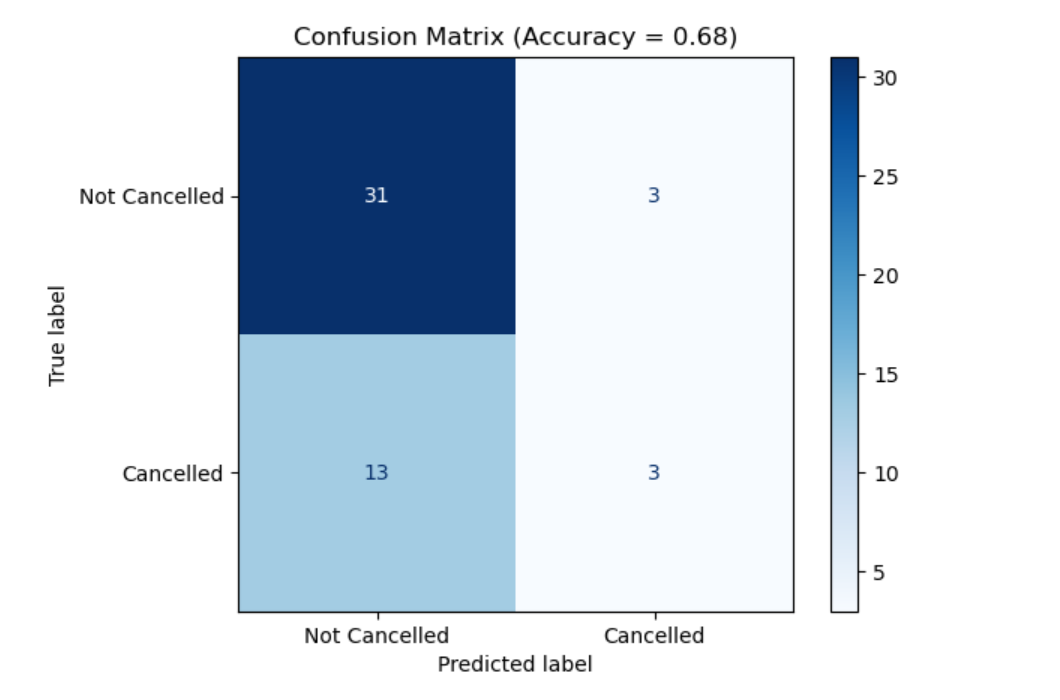 Confusion Matrix (Accuracy = 0.68)
True label
Not Cancelled
31
3
Cancelled
13
3
Not Cancelled
Cancelled
Predicted label
30
25
20
15
10
5